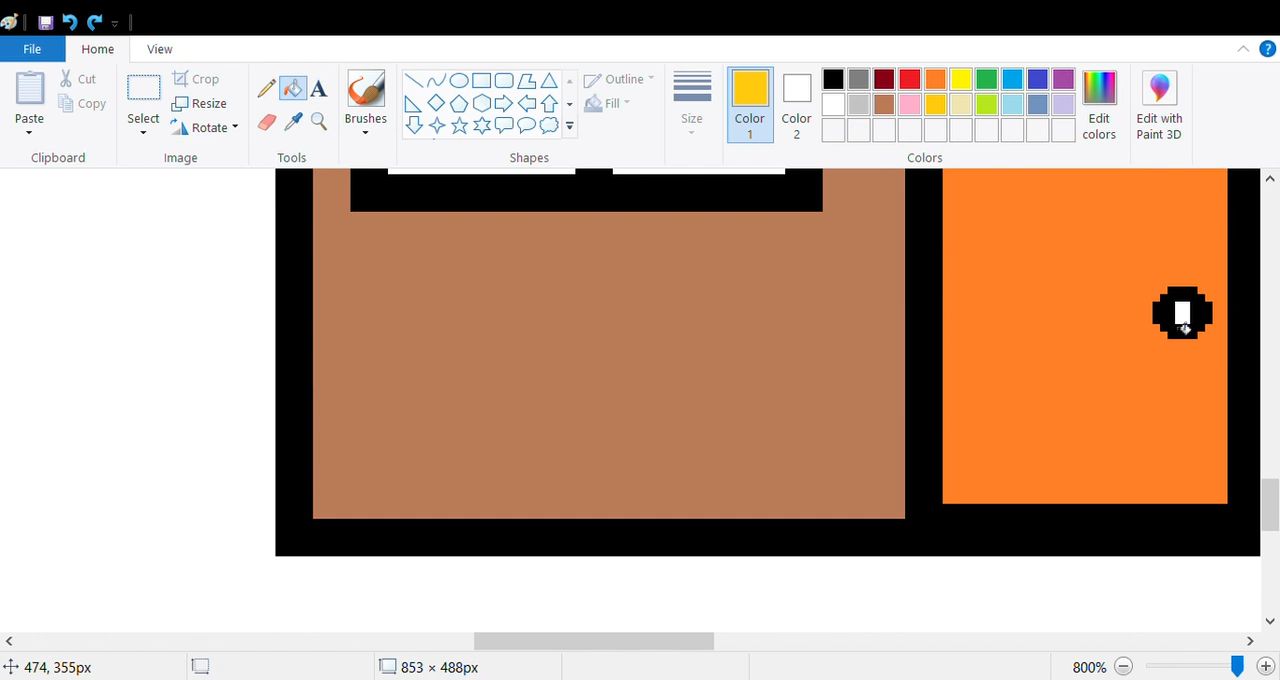 File Home View
Paste
Cut
Copy
Clipboard
Select
Crop
Resize
Rotate
Image
A
Tools
Brushes
Outline
Fill
Shapes
Size
Color 1
Color 2
Edit colors
Colors
Edit with Paint 3D
?
474, 355px
853 × 488px
800%